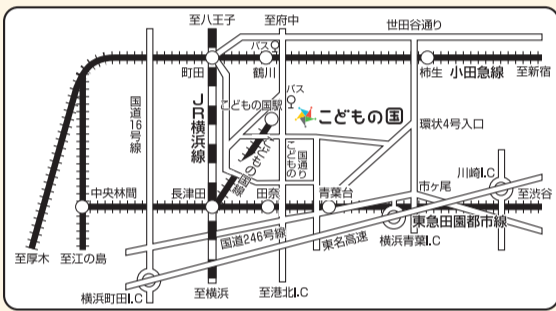 至八王子
至府中
世田谷通り
バス
町田
鶴川
柿生
小田急線
至新宿
国道16号線
JR横浜線
こどもの国駅
バス
こどもの国
環状4号入口
こどもの国線
こどもの国通り
川崎I.C
中央林間
長津田
田奈
青葉台
市ヶ尾
至渋谷
東急田園都市線
国道246号線
東名高速
横浜青葉I.C
至厚木
至江の島
横浜町田I.C
至横浜
至港北I.C